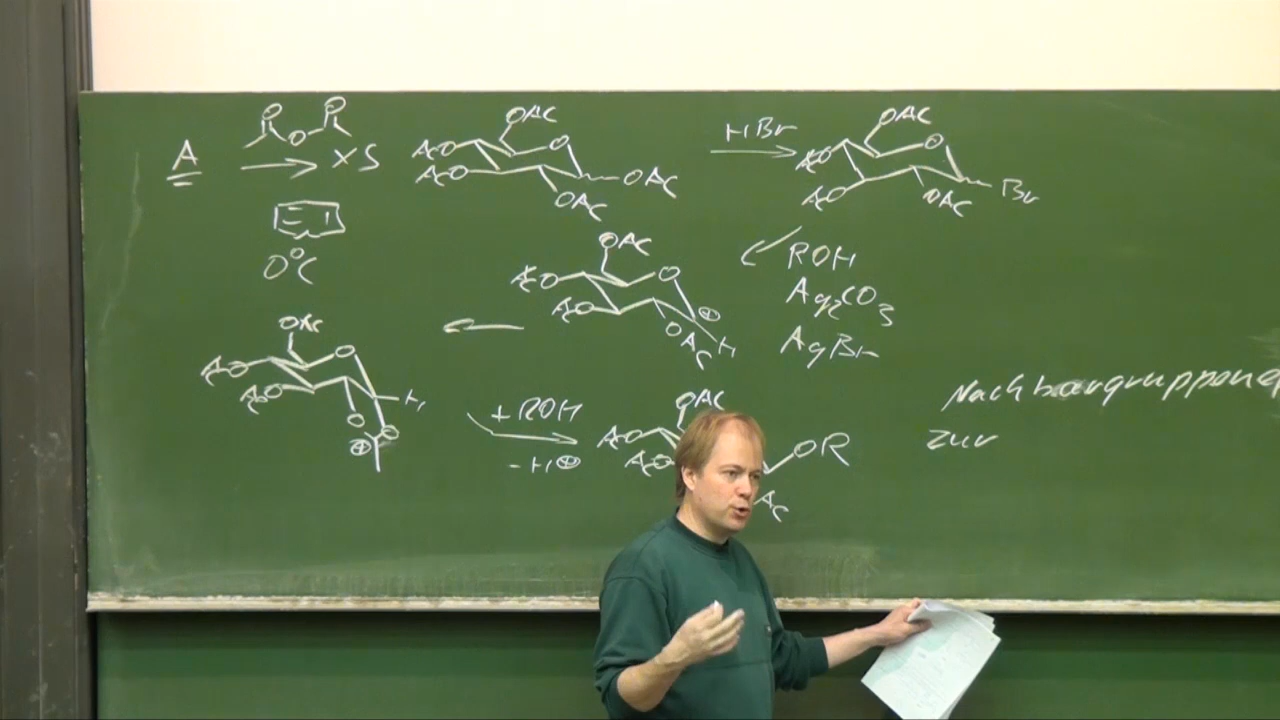 A
O
O
O
XS
OAc
AcO
O
AcO
OAc
OAc
HBr
OAc
AcO
O
AcO
OAc
Br
0°C
OAc
AcO
O
AcO
⊕
OAc
H
ROH
Ag2CO3
AgBr
OAc
AcO
O
AcO
H
O
O
⊕
+ROH
-H⊕
OAc
AcO
AcO
OR
Ac
Nachbargruppene
zur